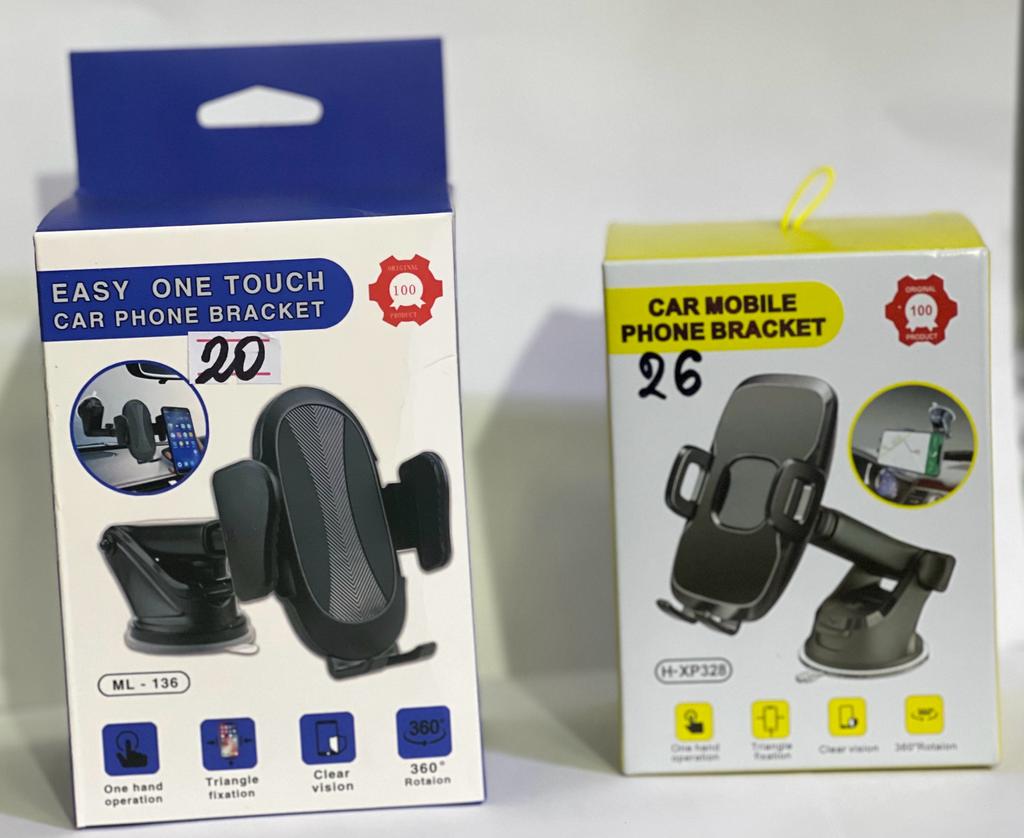 EASY ONE TOUCH
CAR PHONE BRACKET
ORIGINAL
100
PRODUCT
20
ML - 136
One hand
operation
Triangle
fixation
Clear
vision
360°
360°
Rotaion
CAR MOBILE
PHONE BRACKET
ORIGINAL
100
PRODUCT
26
H-XP328
One hand
operation
Triangle
fixation
Clear vision
360°
360°Rotaion